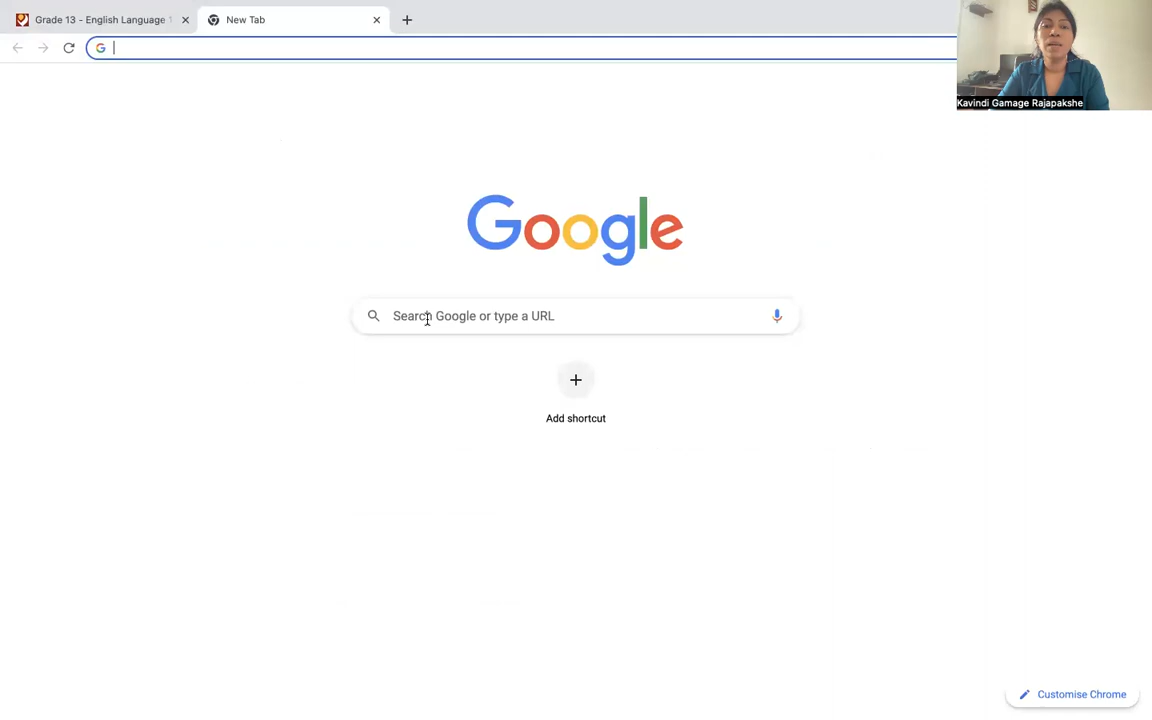 Grade 13 - English Language 1
New Tab
Kavindi Gamage Rajapakshe
Google
Search Google or type a URL
Add shortcut
Customise Chrome